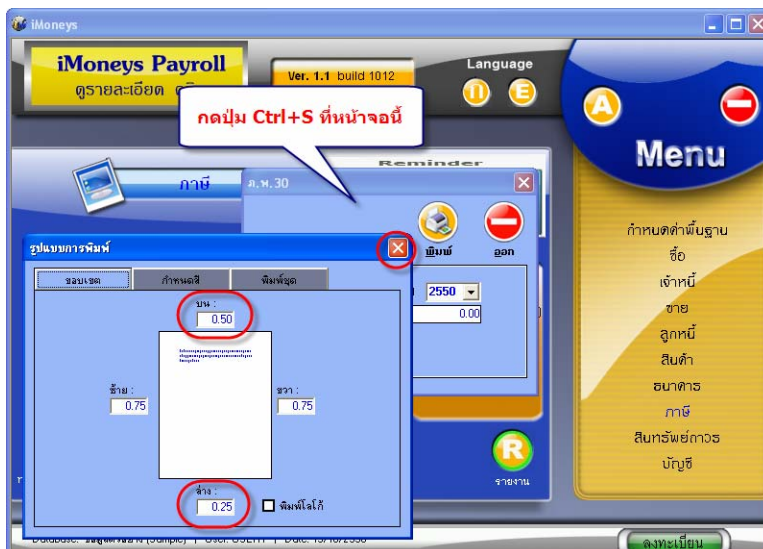 iMoneys
iMoneys Payroll
ดูรายละเอียด
Ver. 1.1 build 1012
Language
ก
E
A
Menu
กดปุ่ม Ctrl+S ที่หน้าจอนี้
Reminder
ภาษี
ภ.พ.30
พิมพ์
ออก
2550
0.00
รูปแบบการพิมพ์
ขอบเขต
กำหนดสี
พิมพ์ชุด
บน :
0.50
ซ้าย :
0.75
ขวา :
0.75
ล่าง :
0.25
พิมพ์โลโก้
R
รายงาน
กำหนดค่าพื้นฐาน
ซื้อ
เจ้าหนี้
ขาย
ลูกหนี้
สินค้า
ธนาคาร
ภาษี
สินทรัพย์ถาวร
บัญชี
ลงทะเบียน